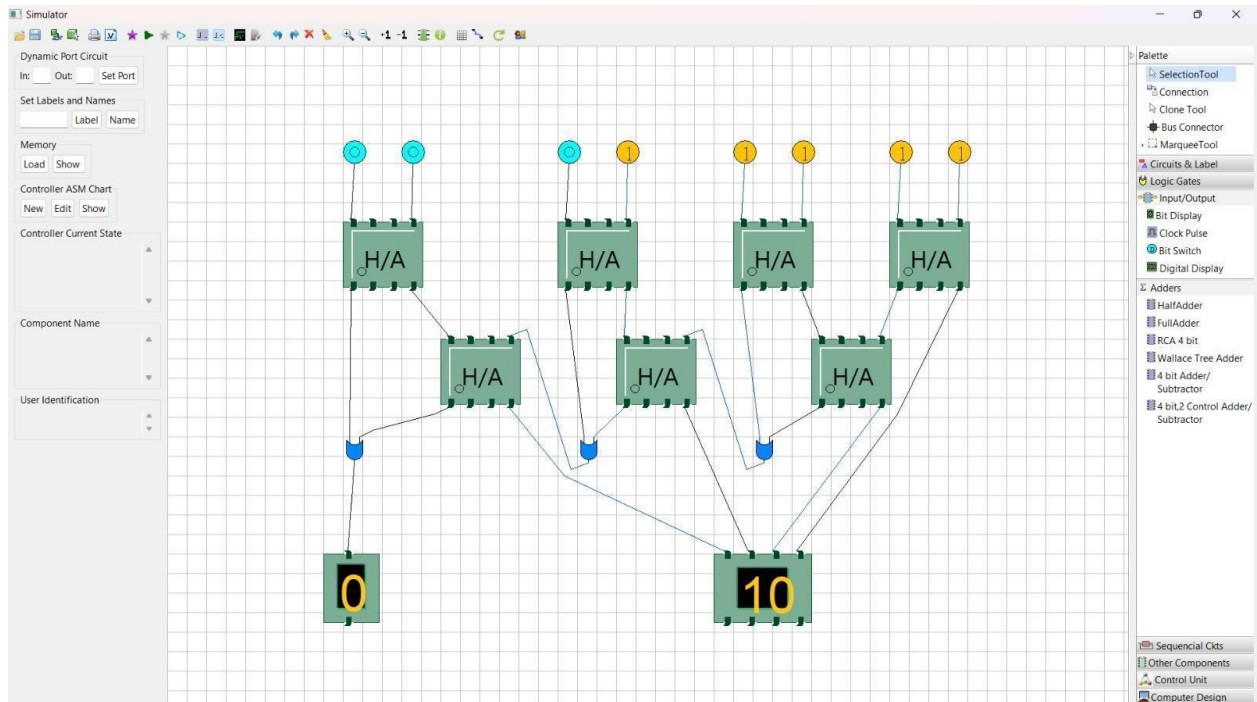 Simulator
+1 -1
Dynamic Port Circuit
In: Out: Set Port
Set Labels and Names
Label Name
Memory
Load Show
Controller ASM Chart
New Edit Show
Controller Current State
Component Name
User Identification
0 0 0 1 1 1 1 1
H/A H/A H/A H/A
H/A H/A H/A
0 10
Palette
SelectionTool
Connection
Clone Tool
Bus Connector
MarqueeTool
Circuits & Label
Logic Gates
Input/Output
Bit Display
Clock Pulse
Bit Switch
Digital Display
Σ Adders
HalfAdder
FullAdder
RCA 4 bit
Wallace Tree Adder
4 bit Adder/
Subtractor
4 bit,2 Control Adder/
Subtractor
Sequencial Ckts
Other Components
Control Unit
Computer Design